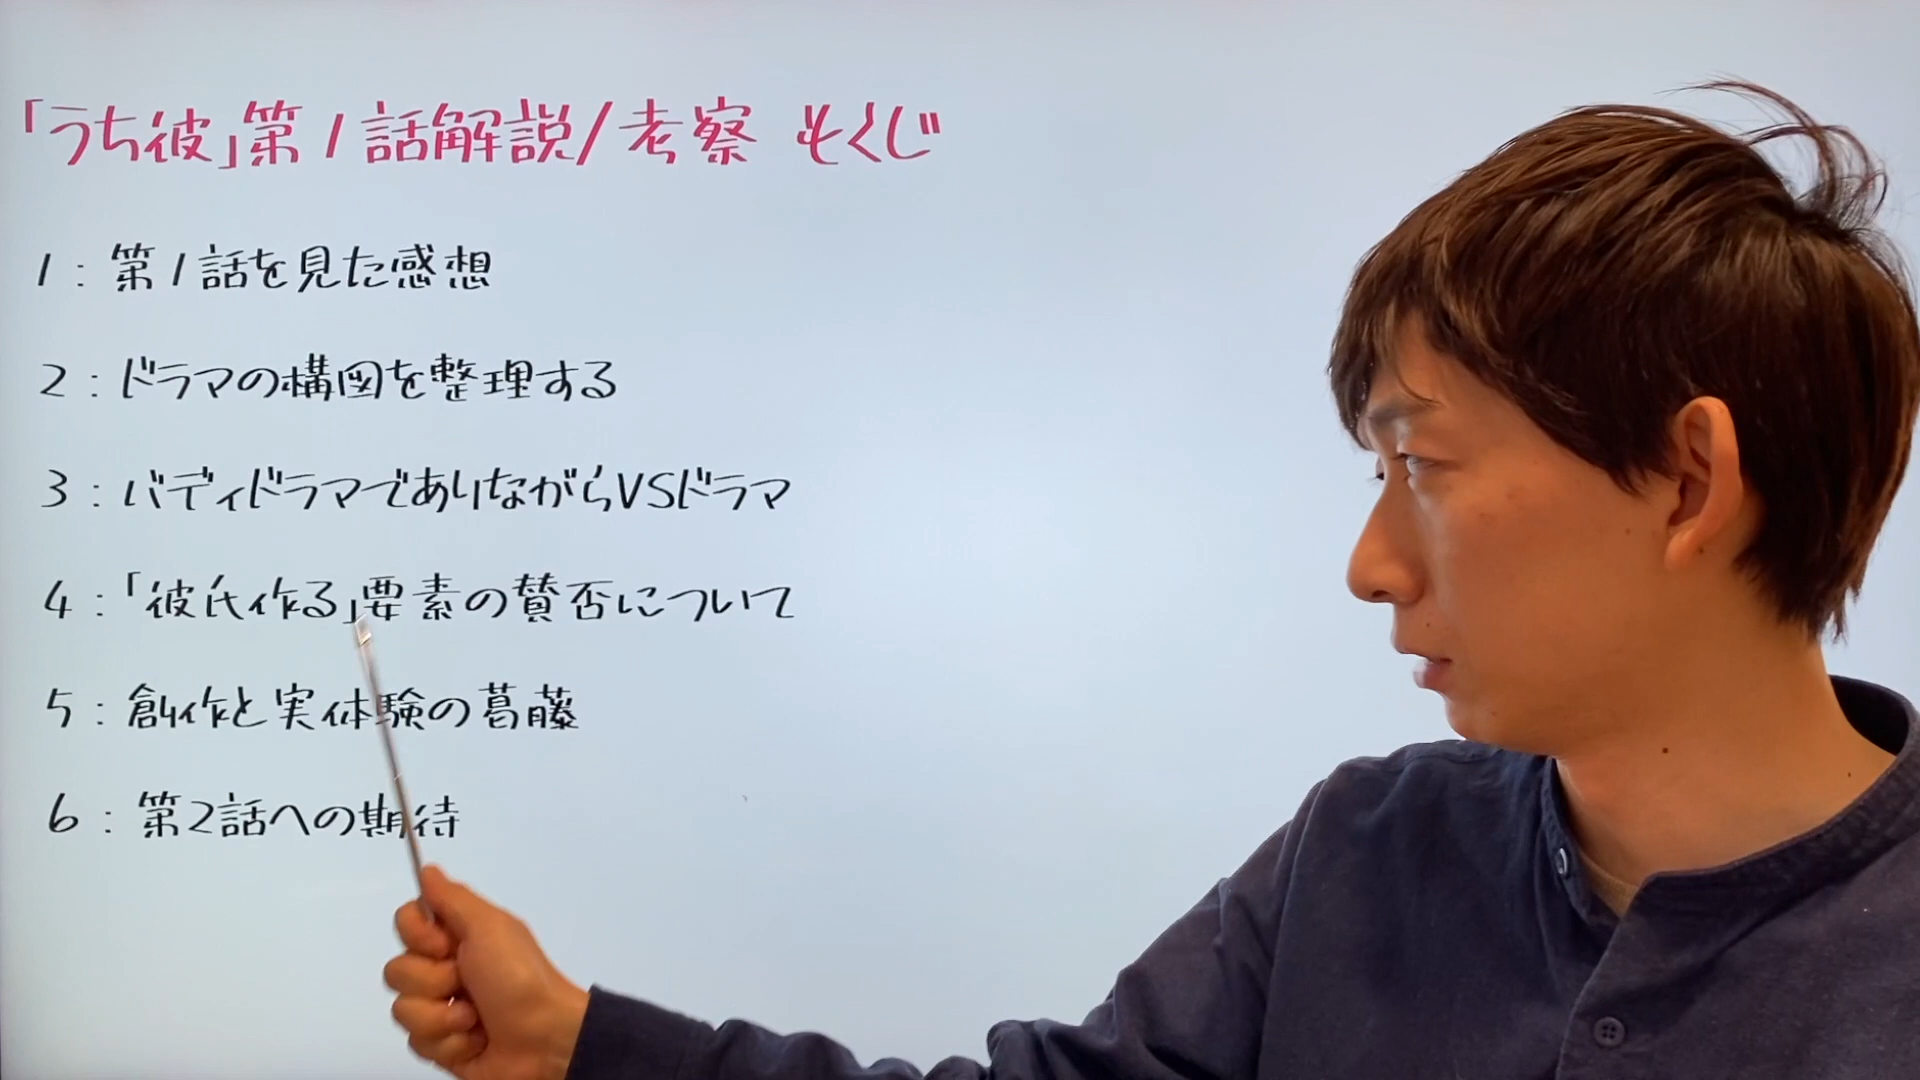 「うち彼」第1話解説/考察 もくじ
1：第1話を見た感想
2：ドラマの構図を整理する
3：バディドラマでありながらVSドラマ
4：「彼氏作る」要素の賛否について
5：創作と実体験の葛藤
6：第2話への期待